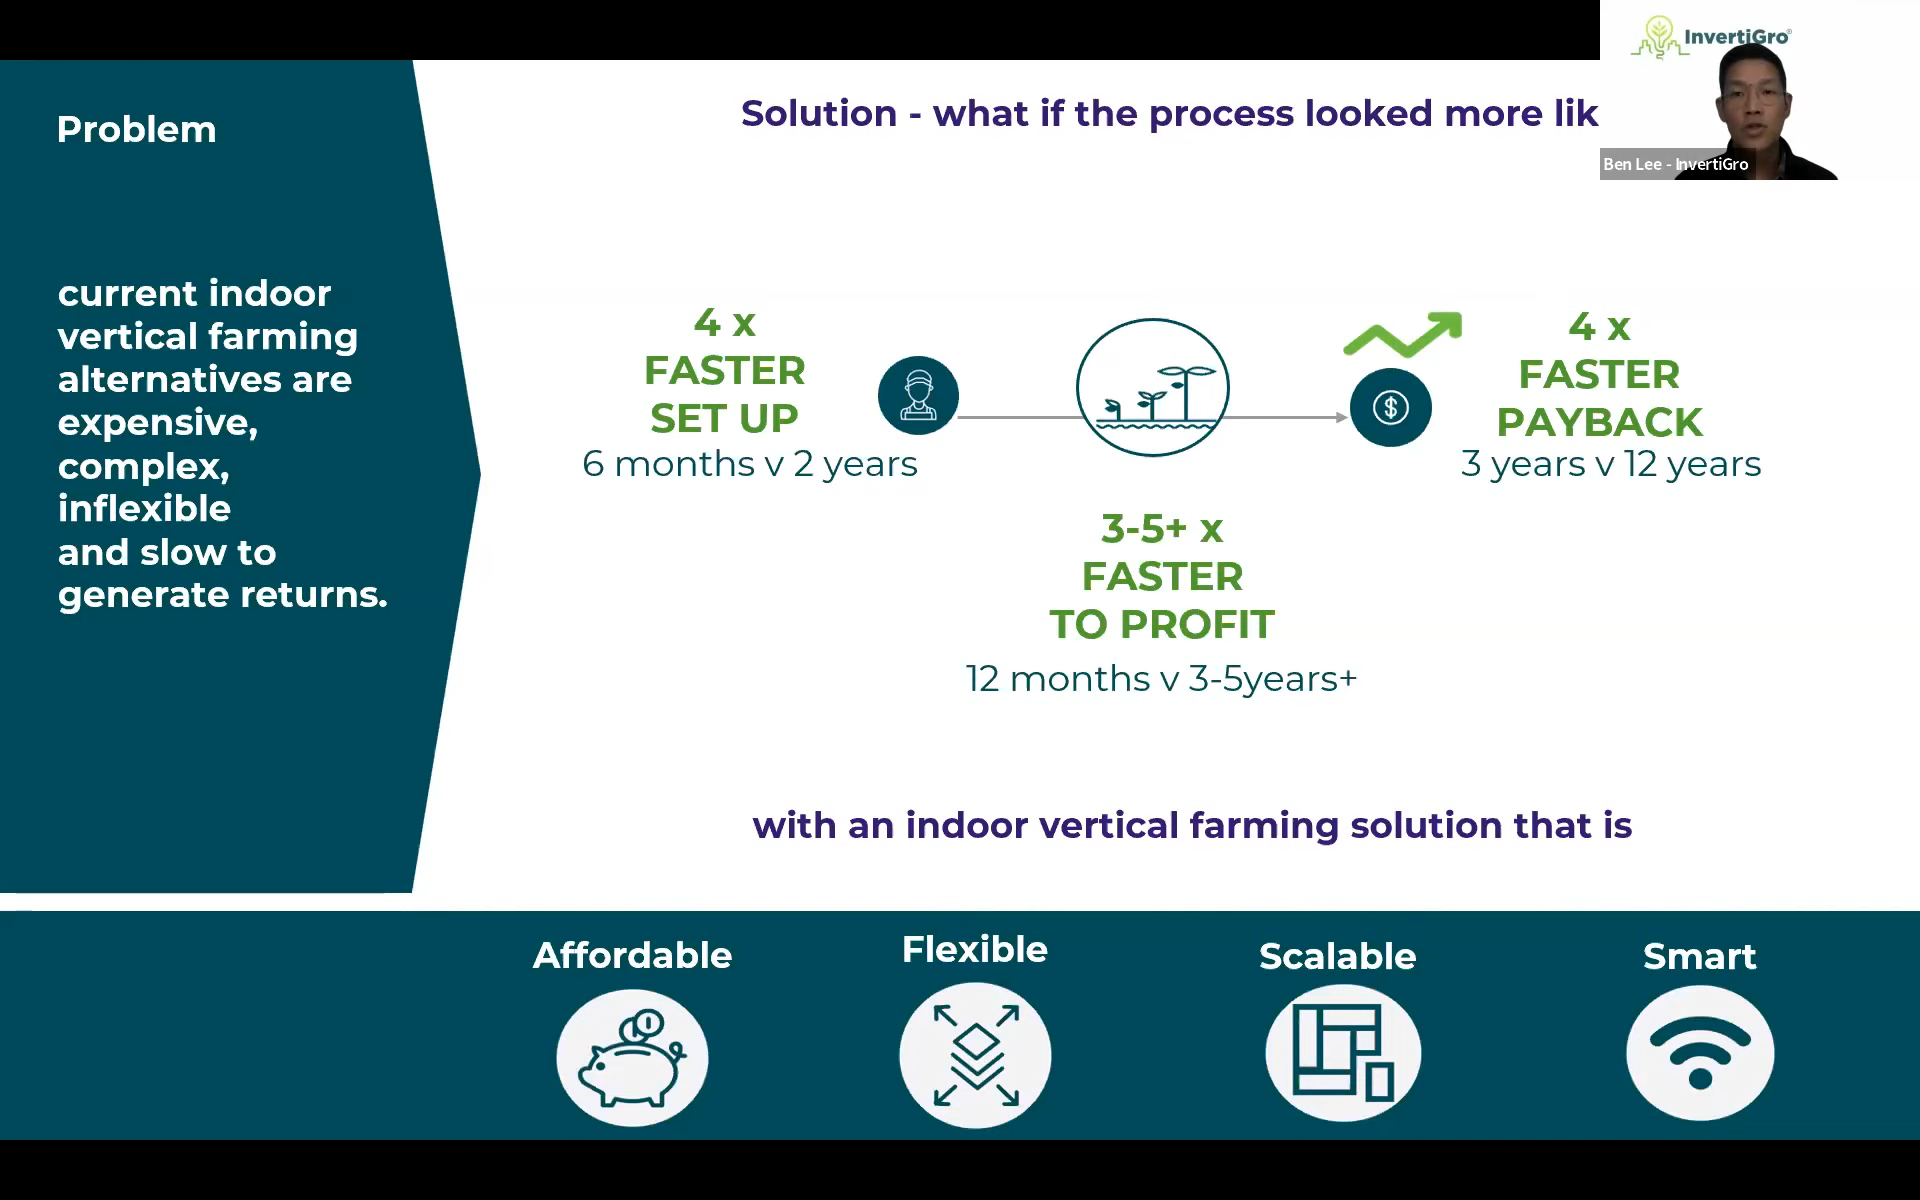 InvertiGro®
Ben Lee - InvertiGro
Problem
current indoor
vertical farming
alternatives are
expensive,
complex,
inflexible
and slow to
generate returns.
Solution - what if the process looked more lik
4 x
FASTER
SET UP
6 months v 2 years
$
4 x
FASTER
PAYBACK
3 years v 12 years
3-5+ x
FASTER
TO PROFIT
12 months v 3-5years+
with an indoor vertical farming solution that is
Affordable
Flexible
Scalable
Smart